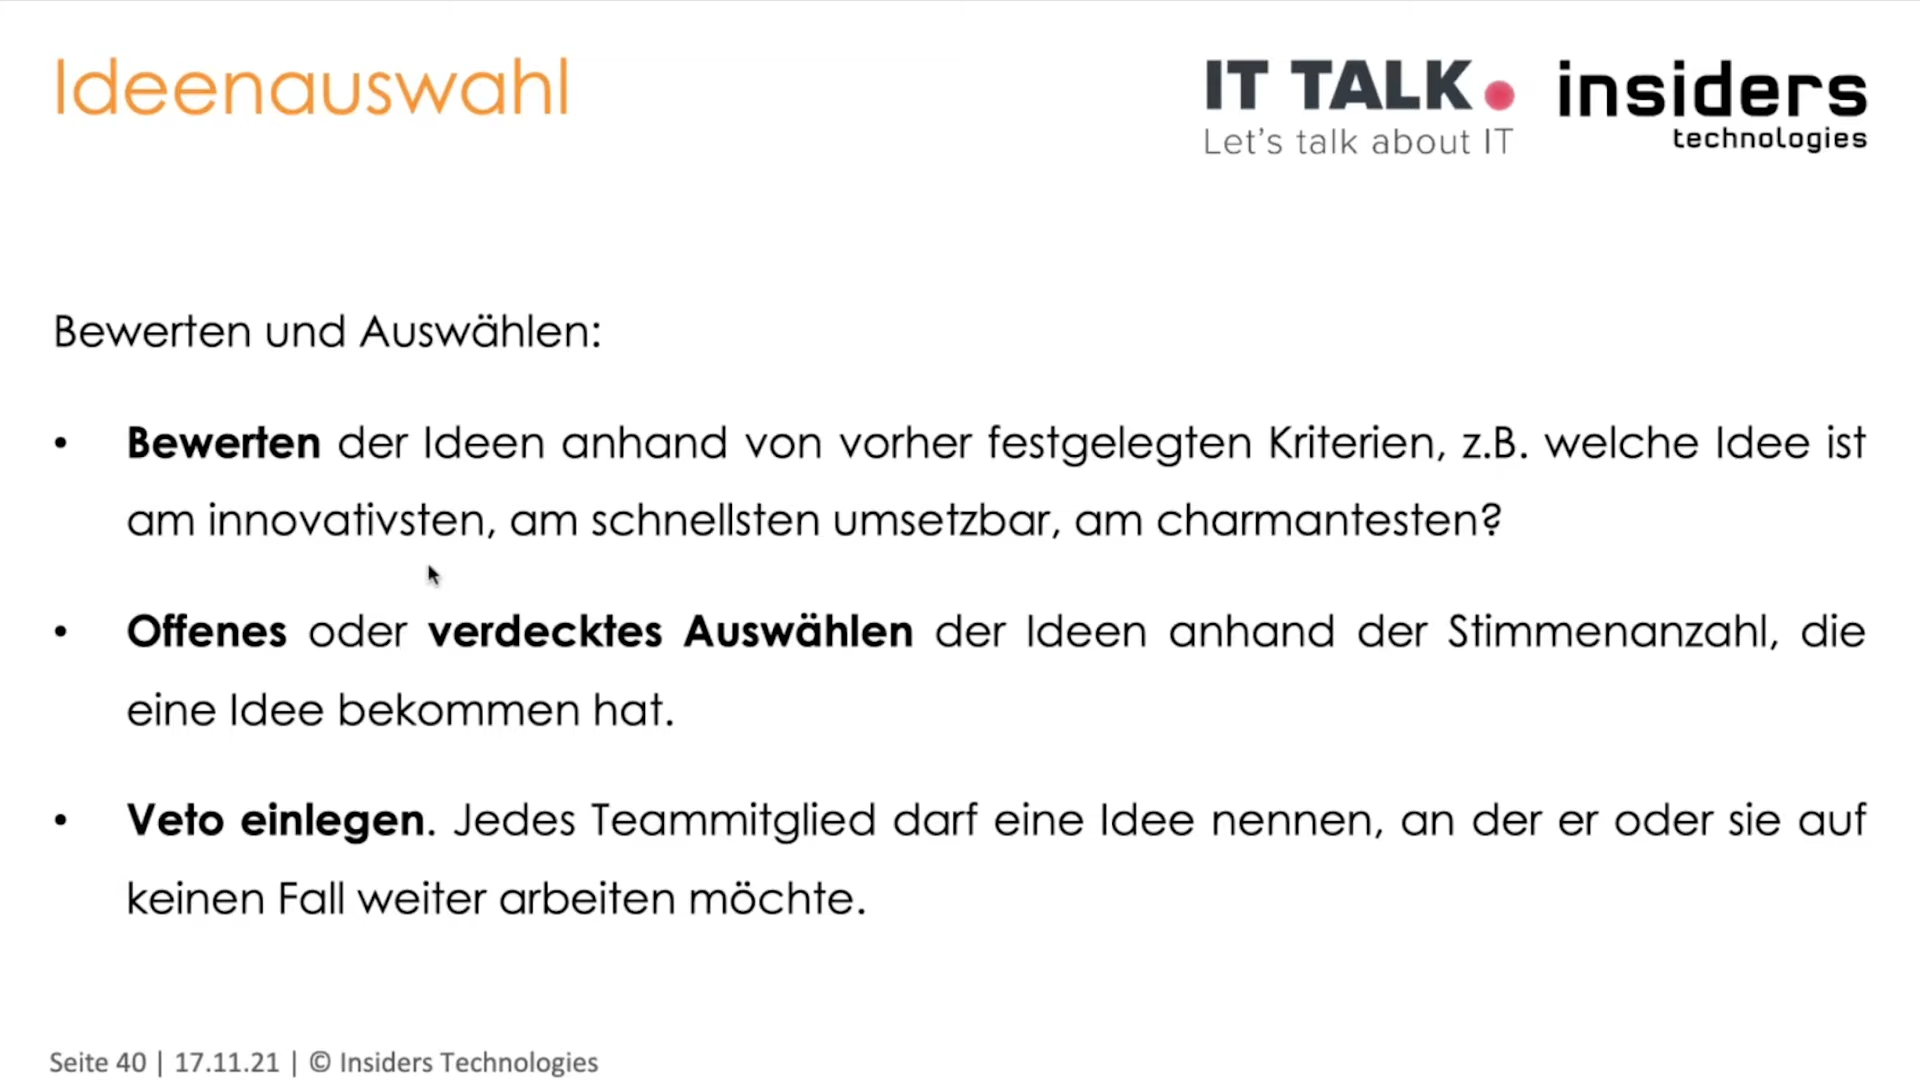 Ideenauswahl
IT TALK
Let's talk about IT
insiders
technologies
Bewerten und Auswählen:
• Bewerten der Ideen anhand von vorher festgelegten Kriterien, z.B. welche Idee ist
am innovativsten, am schnellsten umsetzbar, am charmantesten?
• Offenes oder verdecktes Auswählen der Ideen anhand der Stimmenanzahl, die
eine Idee bekommen hat.
• Veto einlegen. Jedes Teammitglied darf eine Idee nennen, an der er oder sie auf
keinen Fall weiter arbeiten möchte.
Seite 40 | 17.11.21 | © Insiders Technologies